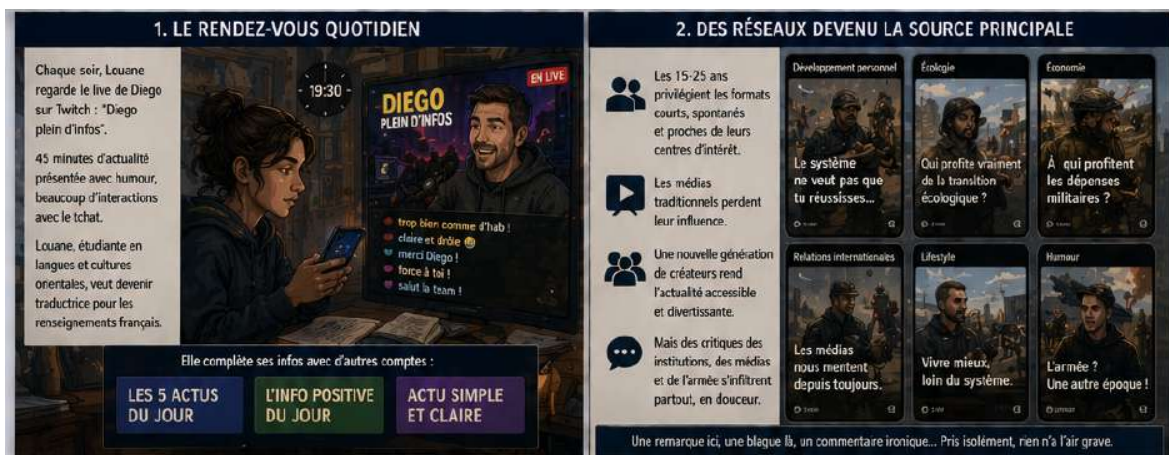 1. LE RENDEZ-VOUS QUOTIDIEN
Chaque soir, Louane
regarde le live de Diego
sur Twitch : "Diego
plein d'infos".
45 minutes d'actualité
présentée avec humour,
beaucoup d'interactions
avec le tchat.
Louane, étudiante en
langues et cultures
orientales, veut devenir
traductrice pour les
renseignements français.
19:30
EN LIVE
DIEGO
PLEIN D'INFOS
trop bien comme d'hab !
claire et drôle
merci Diego !
force à toi !
salut la team !
Elle complète ses infos avec d'autres comptes :
LES 5 ACTUS
DU JOUR
L'INFO POSITIVE
DU JOUR
ACTU SIMPLE
ET CLAIRE
2. DES RÉSEAUX DEVENU LA SOURCE PRINCIPALE
Les 15-25 ans
privilégient les formats
courts, spontanés
et proches de leurs
centres d'intérêt.
Les médias
traditionnels perdent
leur influence.
Une nouvelle génération
de créateurs rend
l'actualité accessible
et divertissante.
Mais des critiques des
institutions, des médias
et de l'armée s'infiltrent
partout, en douceur.
Développement personnel
Le système
ne veut pas que
tu réussisses...
Écologie
Qui profite vraiment
de la transition
écologique ?
Économie
À qui profitent
les dépenses
militaires ?
Relations internationales
Les médias
nous mentent
depuis toujours.
Lifestyle
Vivre mieux,
loin du système.
Humour
L'armée ?
Une autre époque !
Une remarque ici, une blague là, un commentaire ironique... Pris isolément, rien n'a l'air grave.